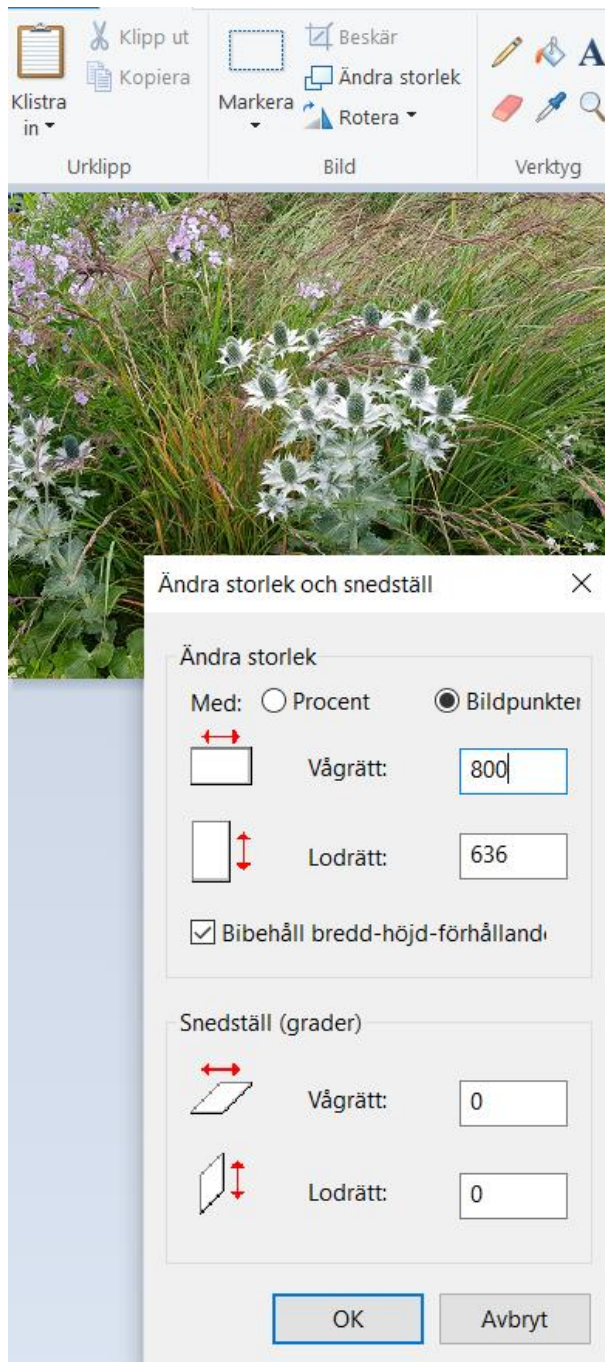 Klistra in
Klipp ut
Kopiera
Urklipp
Markera
Beskär
Ändra storlek
Rotera
Bild
A
Verktyg
Ändra storlek och snedställ
Ändra storlek
Med: Procent Bildpunkter
Vågrätt: 800
Lodrätt: 636
Bibehåll bredd-höjd-förhålland
Snedställ (grader)
Vågrätt: 0
Lodrätt: 0
OK Avbryt